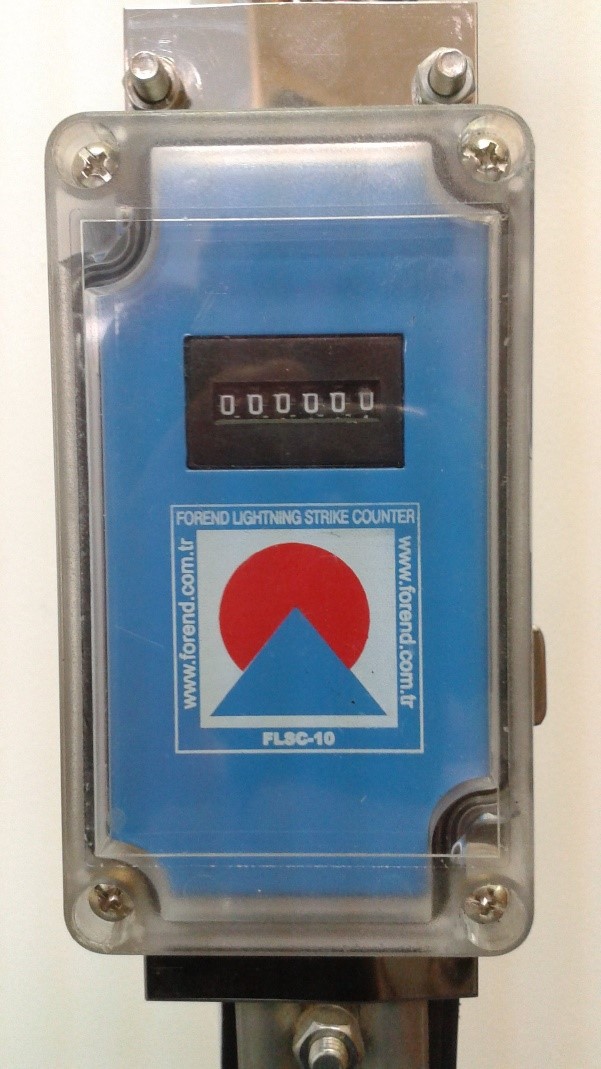 000000
FOREND LIGHTNING STRIKE COUNTER
www.forend.com.tr
www.forend.com.tr
FLSC-10